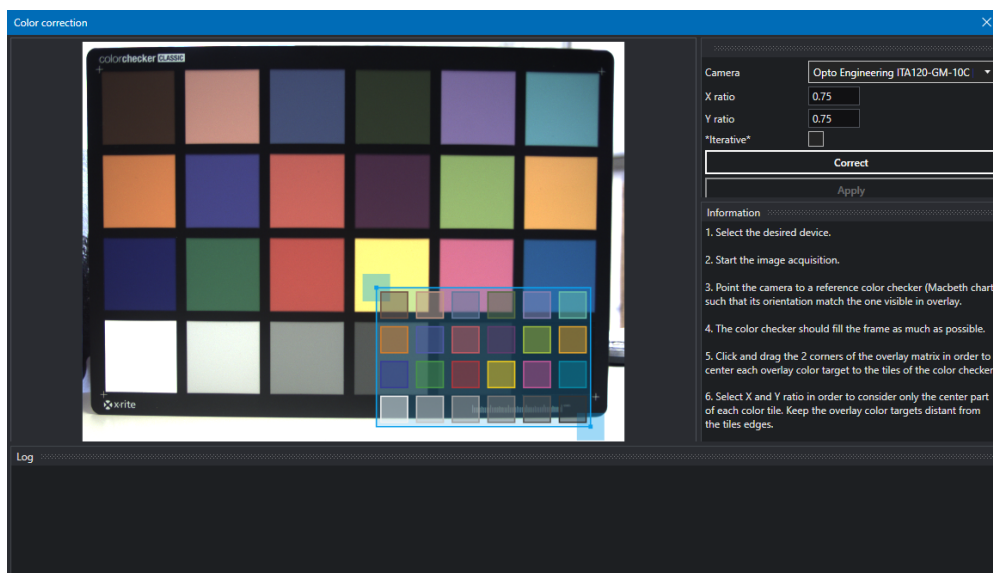 Color correction
colorchecker CLASSIC
x·rite
Camera
Opto Engineering ITA120-GM-10C
X ratio
0.75
Y ratio
0.75
*Iterative*
Correct
Apply
Information
1. Select the desired device.
2. Start the image acquisition.
3. Point the camera to a reference color checker (Macbeth chart
such that its orientation match the one visible in overlay.
4. The color checker should fill the frame as much as possible.
5. Click and drag the 2 corners of the overlay matrix in order to
center each overlay color target to the tiles of the color checker
6. Select X and Y ratio in order to consider only the center part
of each color tile. Keep the overlay color targets distant from
the tiles edges.
Log